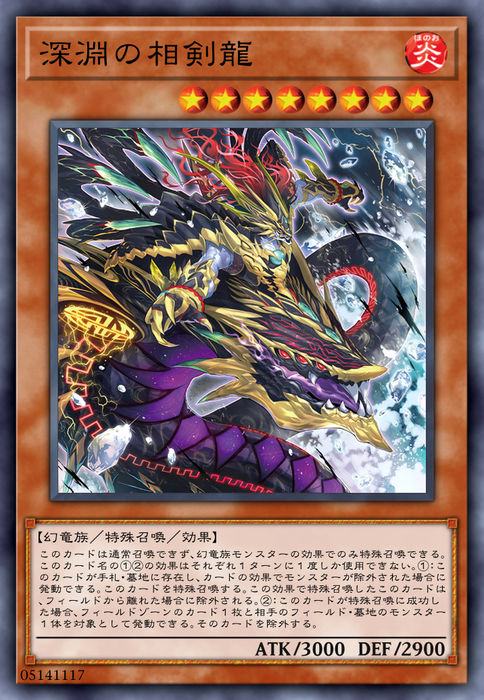 深淵の相剣龍
ほのお
炎
【幻竜族／特殊召喚／効果】
このカードは通常召喚できず、幻竜族モンスターの効果でのみ特殊召喚できる。
このカード名の①②の効果はそれぞれ１ターンに１度しか使用できない。①：こ
のカードが手札・墓地に存在し、カードの効果でモンスターが除外された場合に
発動できる。このカードを特殊召喚する。この効果で特殊召喚したこのカードは
、フィールドから離れた場合に除外される。②：このカードが特殊召喚に成功し
た場合、フィールドゾーンのカード１枚と相手のフィールド・墓地のモンスター
１体を対象として発動できる。そのカードを除外する。
ATK/3000 DEF/2900
05141117